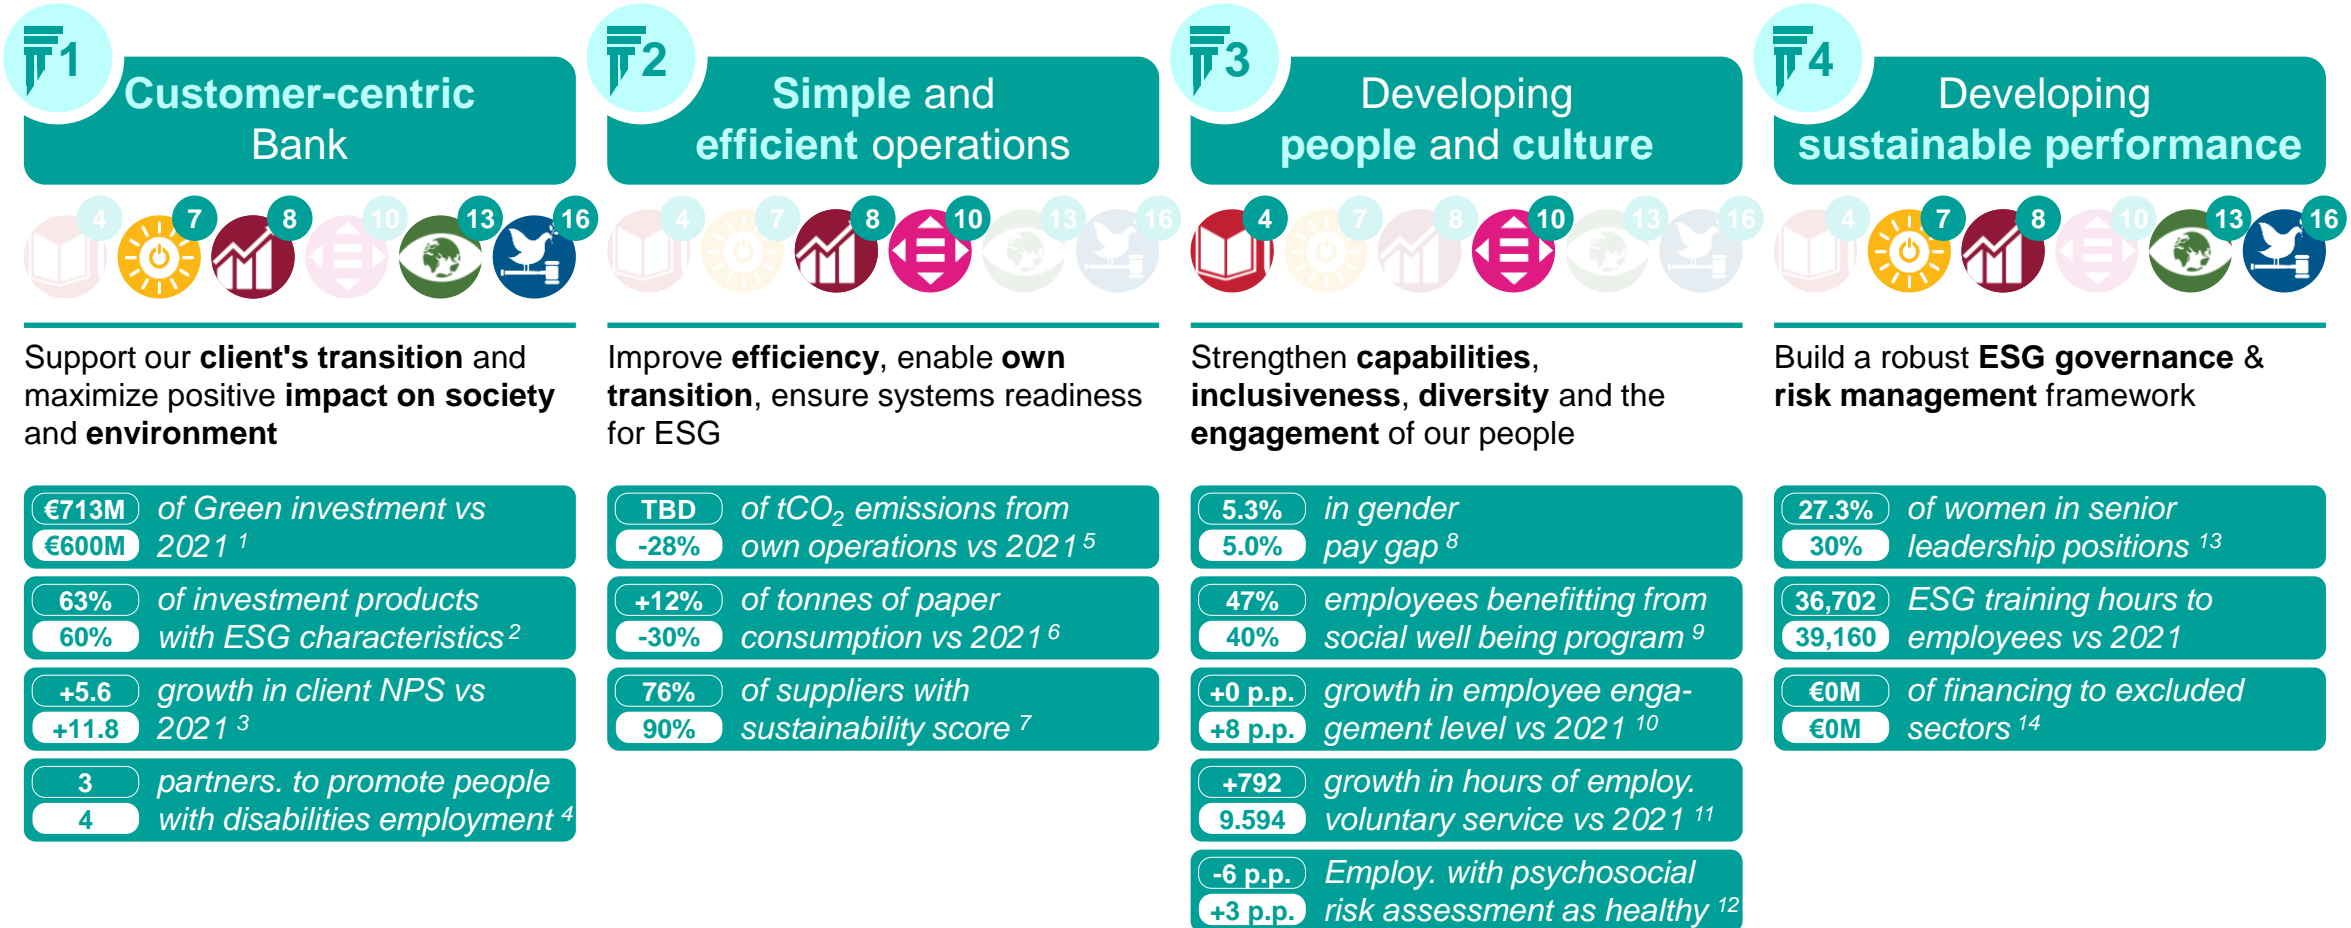 1
Customer-centric
Bank
4 7 8 10 13 16
Support our client's transition and
maximize positive impact on society
and environment
€713M of Green investment vs
€600M 2021 1
63% of investment products
60% with ESG characteristics 2
+5.6 growth in client NPS vs
+11.8 2021 3
3 partners. to promote people
4 with disabilities employment 4
2
Simple and
efficient operations
4 7 8 10 13 16
Improve efficiency, enable own
transition, ensure systems readiness
for ESG
TBD of tCO2 emissions from
-28% own operations vs 2021 5
+12% of tonnes of paper
-30% consumption vs 2021 6
76% of suppliers with
90% sustainability score 7
3
Developing
people and culture
4 7 8 10 13 16
Strengthen capabilities,
inclusiveness, diversity and the
engagement of our people
5.3% in gender
5.0% pay gap 8
47% employees benefitting from
40% social well being program 9
+0 p.p. growth in employee enga-
+8 p.p. gement level vs 2021 10
+792 growth in hours of employ.
9.594 voluntary service vs 2021 11
-6 p.p. Employ. with psychosocial
+3 p.p. risk assessment as healthy 12
4
Developing
sustainable performance
4 7 8 10 13 16
Build a robust ESG governance &
risk management framework
27.3% of women in senior
30% leadership positions 13
36,702 ESG training hours to
39,160 employees vs 2021
€0M of financing to excluded
€0M sectors 14